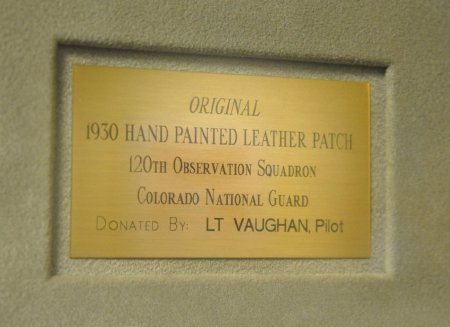 ORIGINAL
1930 HAND PAINTED LEATHER PATCH
120TH OBSERVATION SQUADRON
COLORADO NATIONAL GUARD
DONATED BY: LT VAUGHAN, Pilot